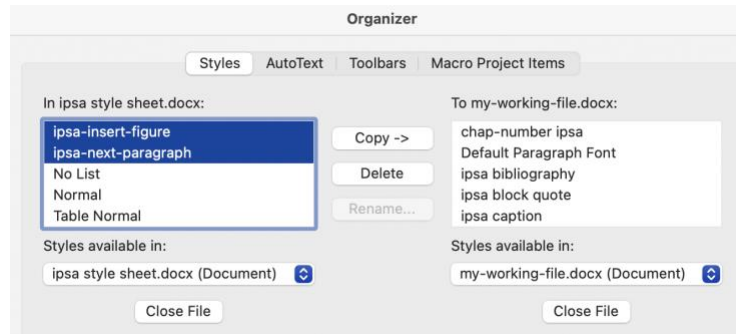 Organizer
Styles AutoText Toolbars Macro Project Items
In ipsa style sheet.docx:
ipsa-insert-figure
ipsa-next-paragraph
No List
Normal
Table Normal
Styles available in:
ipsa style sheet.docx (Document)
Close File
Copy ->
Delete
Rename...
To my-working-file.docx:
chap-number ipsa
Default Paragraph Font
ipsa bibliography
ipsa block quote
ipsa caption
Styles available in:
my-working-file.docx (Document)
Close File